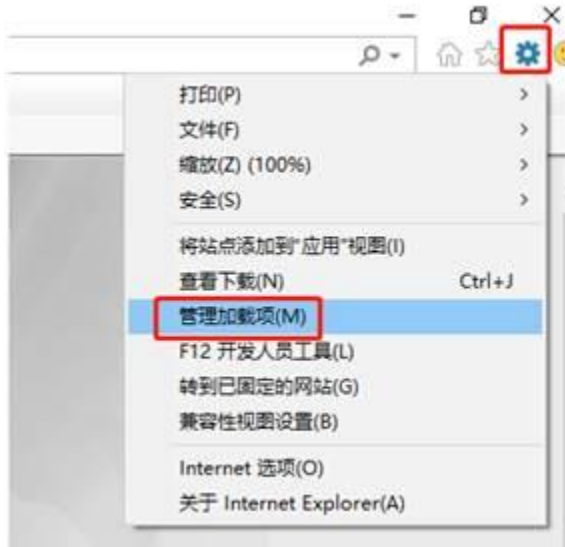 打印(P)
文件(F)
缩放(Z) (100%)
安全(S)
将站点添加到"应用"视图(I)
查看下载(N) Ctrl+J
管理加载项(M)
F12 开发人员工具(L)
转到已固定的网站(G)
兼容性视图设置(B)
Internet 选项(O)
关于 Internet Explorer(A)